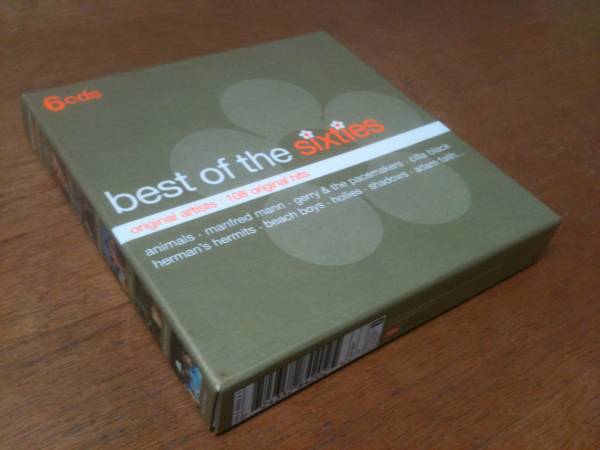 6cds
best of the sixties
original artists : 108 original hits
animals · manfred mann · gerry & the pacemakers · cilla black
herman's hermits · beach boys · hollies · shadows · adam faith...